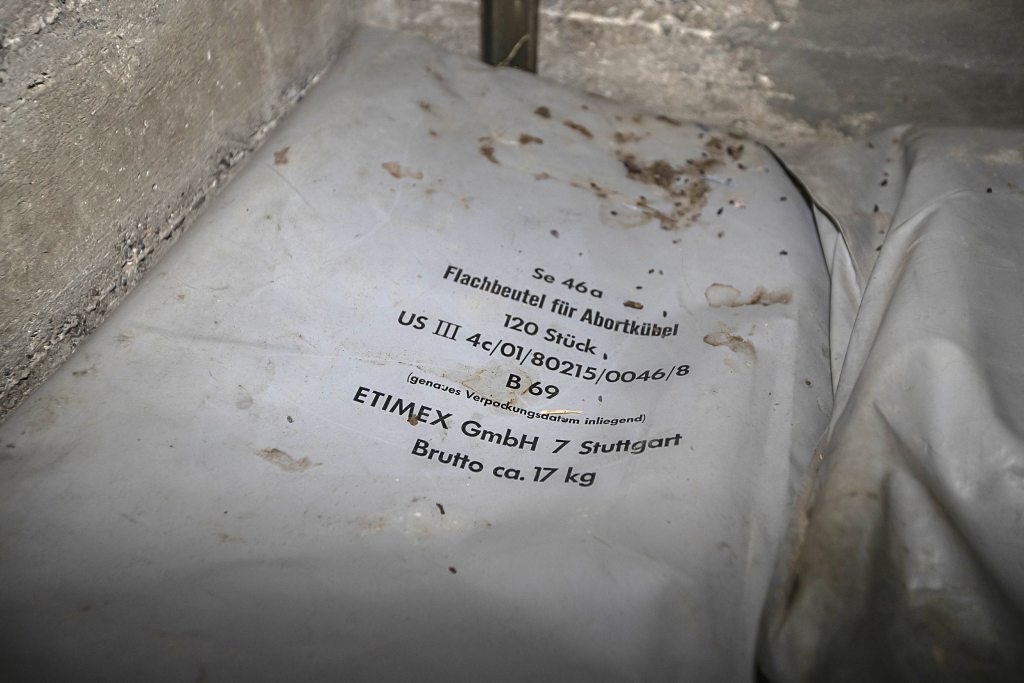 Se 46a
Flachbeutel für Abortkübel
120 Stück
US III 4c/01/80215/0046/8
B 69
(genaues Verpackungsdatum inliegend)
ETIMEX GmbH 7 Stuttgart
Brutto ca. 17 kg